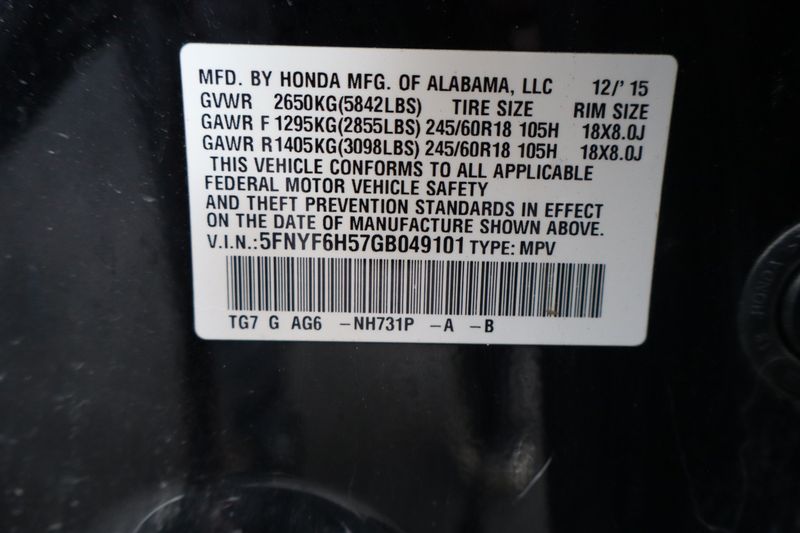 MFD. BY HONDA MFG. OF ALABAMA, LLC 12/' 15
GVWR 2650KG(5842LBS) TIRE SIZE RIM SIZE
GAWR F 1295KG(2855LBS) 245/60R18 105H 18X8.0J
GAWR R1405KG(3098LBS) 245/60R18 105H 18X8.0J
THIS VEHICLE CONFORMS TO ALL APPLICABLE
FEDERAL MOTOR VEHICLE SAFETY
AND THEFT PREVENTION STANDARDS IN EFFECT
ON THE DATE OF MANUFACTURE SHOWN ABOVE.
V.I.N.:5FNYF6H57GB049101 TYPE: MPV
TG7 G AG6 -NH731P -A -B